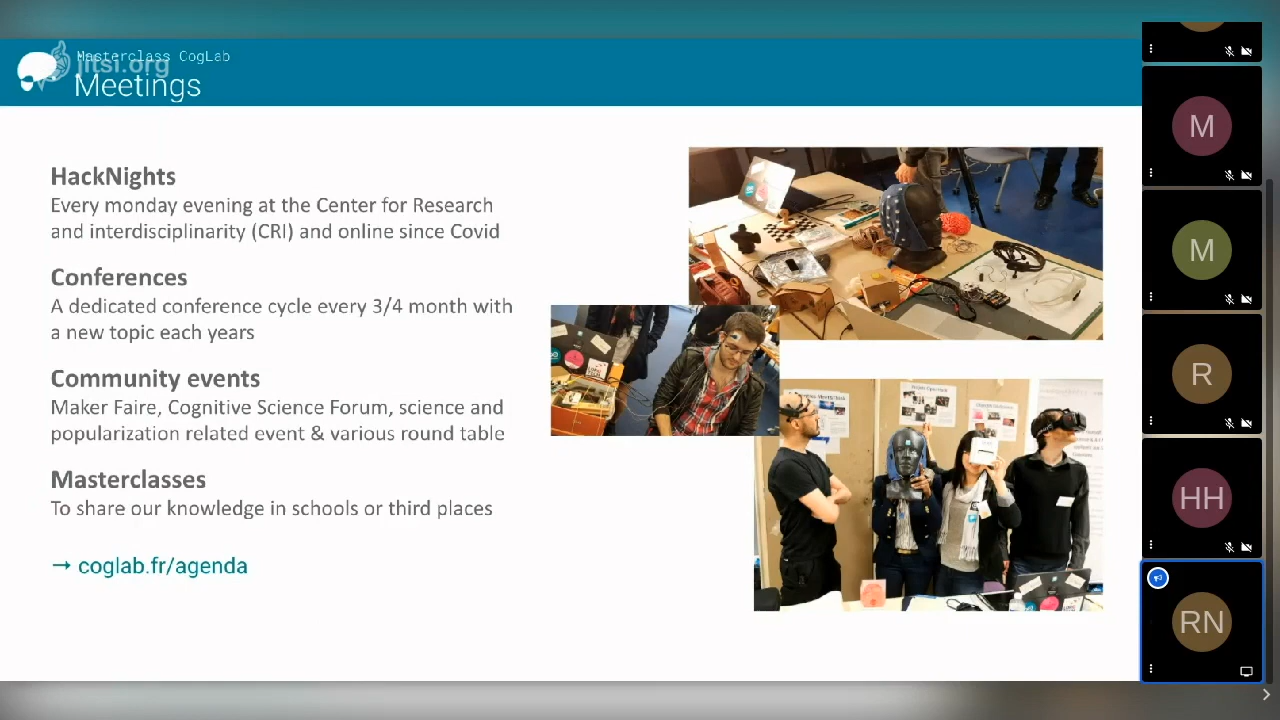 Masterclass CogLab
jitsi.org
Meetings
HackNights
Every monday evening at the Center for Research
and interdisciplinarity (CRI) and online since Covid
Conferences
A dedicated conference cycle every 3/4 month with
a new topic each years
Community events
Maker Faire, Cognitive Science Forum, science and
popularization related event & various round table
Masterclasses
To share our knowledge in schools or third places
→ coglab.fr/agenda
M
M
R
HH
RN